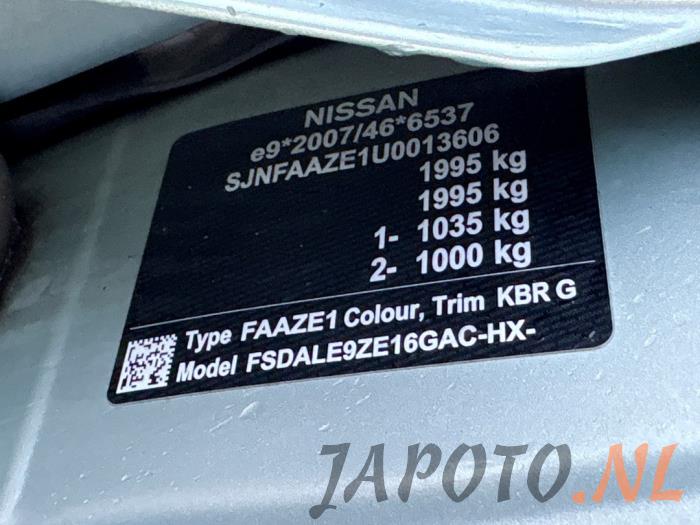 NISSAN
e9*2007/46*6537
SJNFAAZE1U0013606
1995 kg
1995 kg
1- 1035 kg
2- 1000 kg
Type FAAZE1 Colour, Trim KBR G
Model FSDALE9ZE16GAC-HX-
JAPOTO.NL